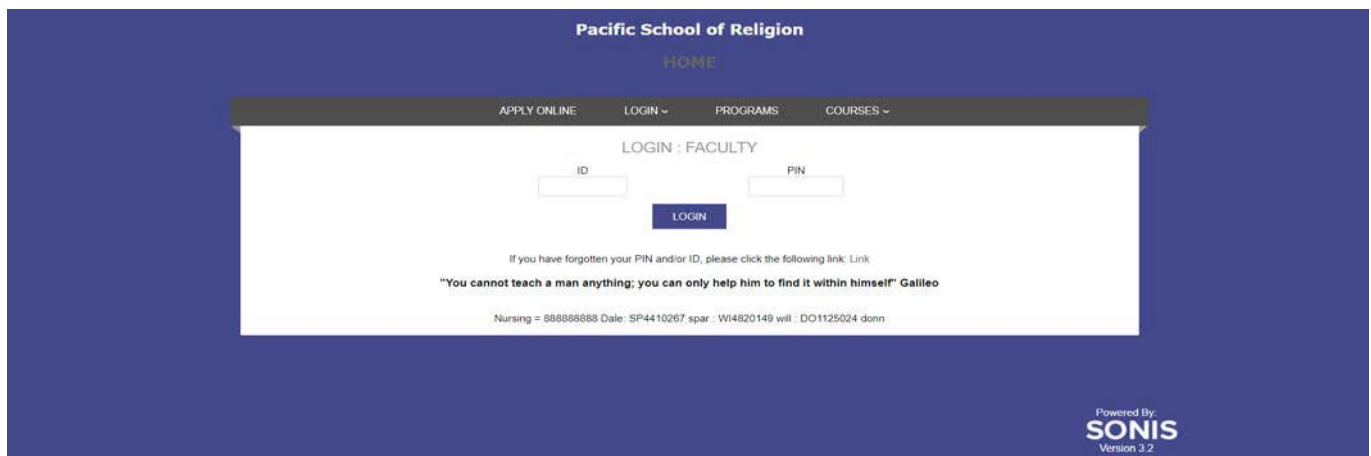 Pacific School of Religion
HOME
APPLY ONLINE LOGIN PROGRAMS COURSES
LOGIN : FACULTY
ID PIN
LOGIN
If you have forgotten your PIN and/or ID, please click the following link: Link
"You cannot teach a man anything; you can only help him to find it within himself" Galileo
Nursing = 888888888 Dale: SP4410267 spar : WI4820149 will : DO1125024 donn
Powered By:
SONIS
Version 3.2